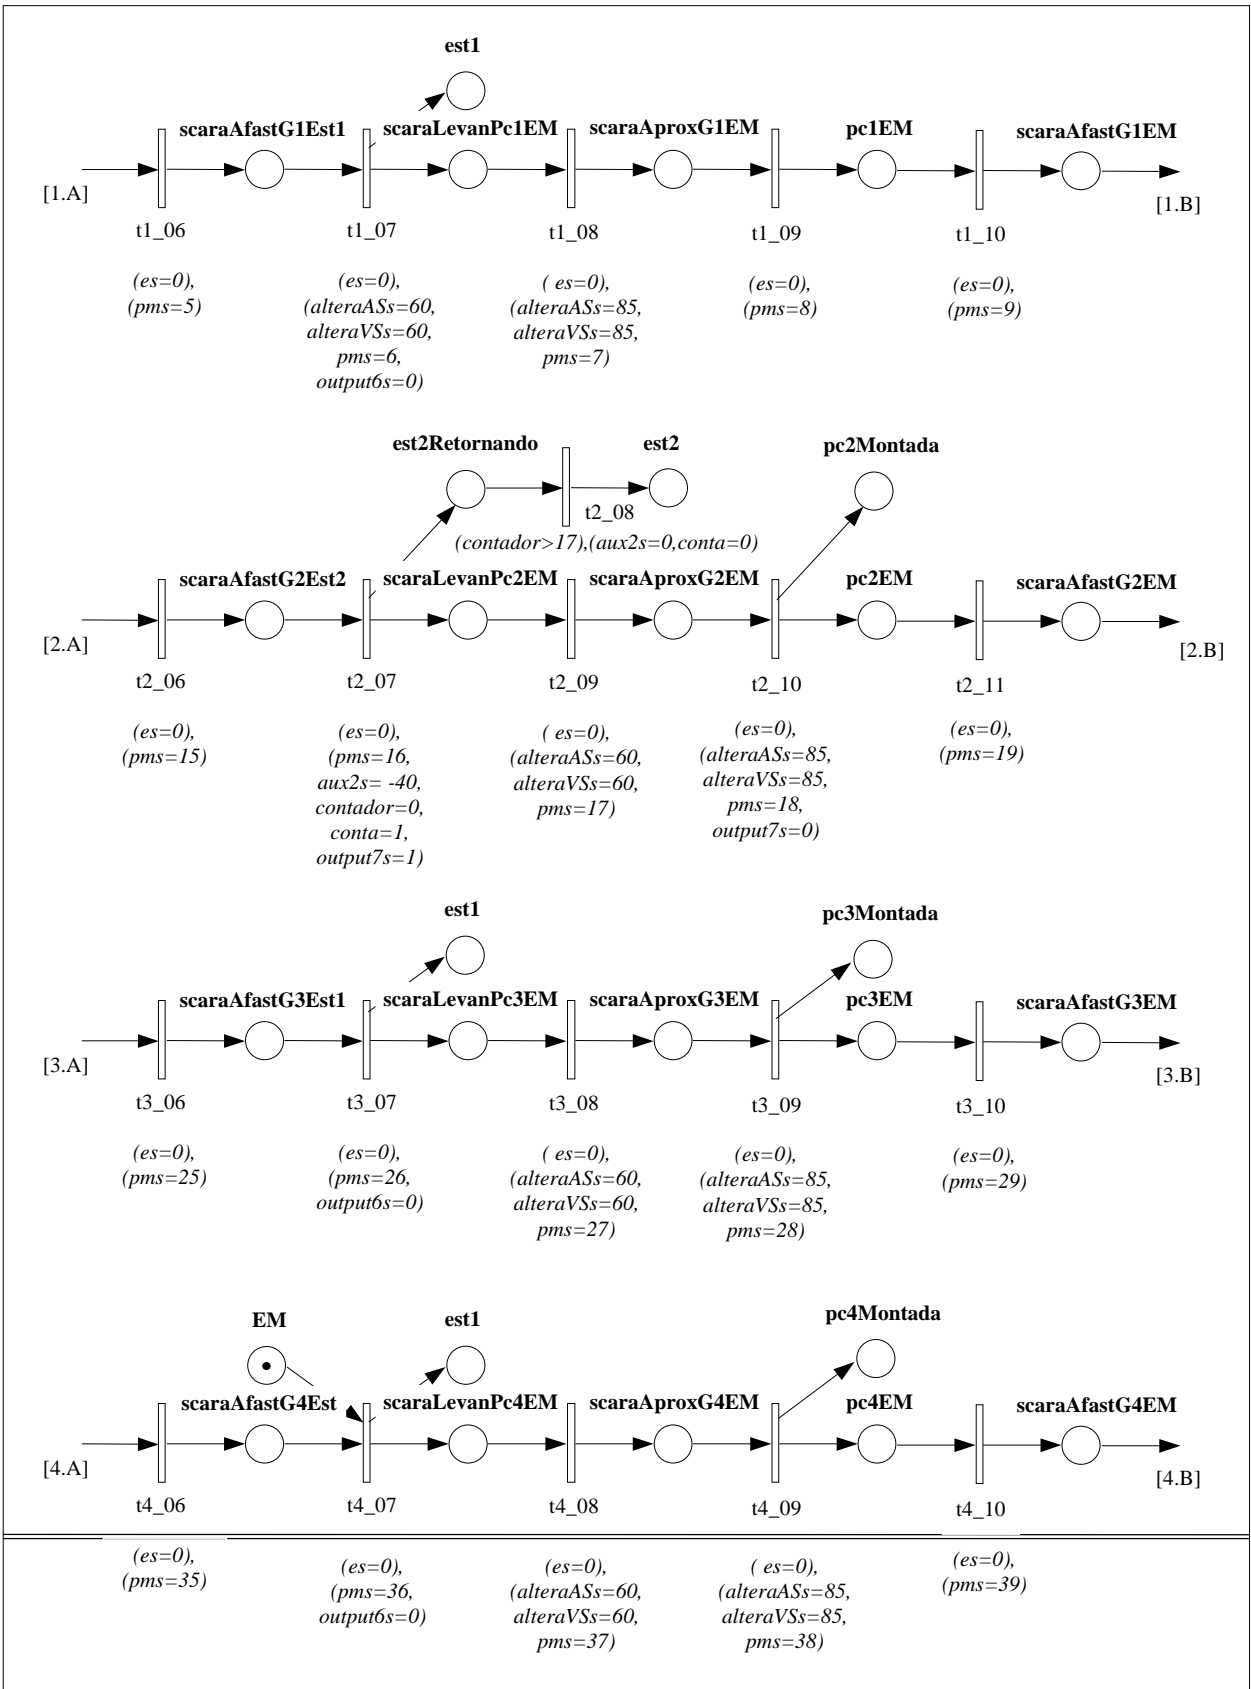 est1
scaraAfastG1Est1 scaraLevanPc1EM scaraAproxG1EM pc1EM scaraAfastG1EM
[1.A] [1.B]
t1_06 t1_07 t1_08 t1_09 t1_10
(es=0), (es=0), ( es=0), (es=0), (es=0),
(pms=5) (alteraASs=60, (alteraASs=85, (pms=8) (pms=9)
alteraVSs=60, alteraVSs=85,
pms=6, pms=7)
output6s=0)
est2Retornando est2 pc2Montada
t2_08
(contador>17),(aux2s=0,conta=0)
scaraAfastG2Est2 scaraLevanPc2EM scaraAproxG2EM pc2EM scaraAfastG2EM
[2.A] [2.B]
t2_06 t2_07 t2_09 t2_10 t2_11
(es=0), (es=0), ( es=0), (es=0), (es=0),
(pms=15) (pms=16, (alteraASs=60, (alteraASs=85, (pms=19)
aux2s= -40, alteraVSs=60, alteraVSs=85,
contador=0, pms=17) pms=18,
conta=1, output7s=0)
output7s=1)
est1 pc3Montada
scaraAfastG3Est1 scaraLevanPc3EM scaraAproxG3EM pc3EM scaraAfastG3EM
[3.A] [3.B]
t3_06 t3_07 t3_08 t3_09 t3_10
(es=0), (es=0), ( es=0), (es=0), (es=0),
(pms=25) (pms=26, (alteraASs=60, (alteraASs=85, (pms=29)
output6s=0) alteraVSs=60, alteraVSs=85,
pms=27) pms=28)
EM est1 pc4Montada
scaraAfastG4Est scaraLevanPc4EM scaraAproxG4EM pc4EM scaraAfastG4EM
[4.A] [4.B]
t4_06 t4_07 t4_08 t4_09 t4_10
(es=0), (es=0), (es=0), ( es=0), (es=0),
(pms=35) (pms=36, (alteraASs=60, (alteraASs=85, (pms=39)
output6s=0) alteraVSs=60, alteraVSs=85,
pms=37) pms=38)